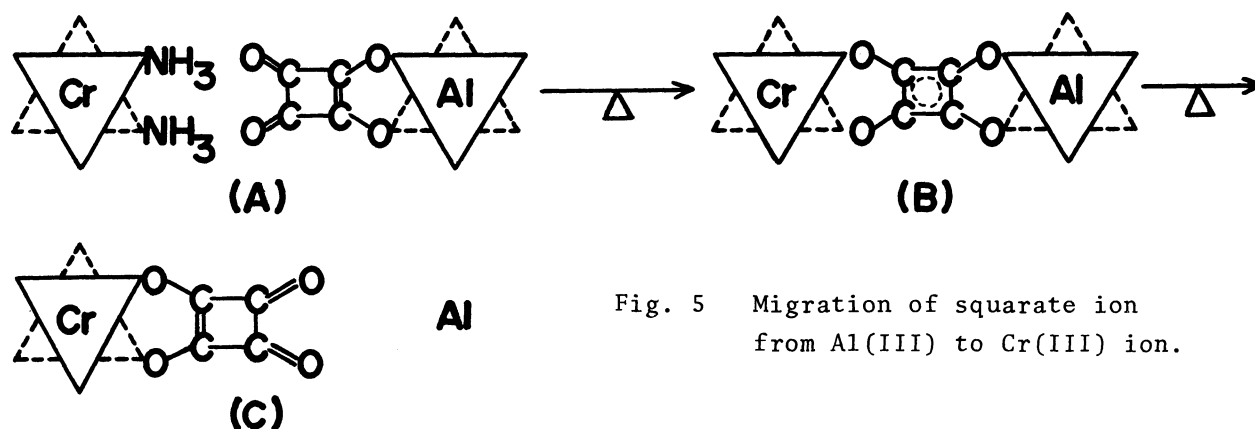 Cr NH3 NH3 O O C C C C O O Al Δ
(A)
Cr O O C C C C O O Al Δ
(B)
Cr O O C C C C O O Al
(C)
Fig. 5 Migration of squarate ion
from Al(III) to Cr(III) ion.